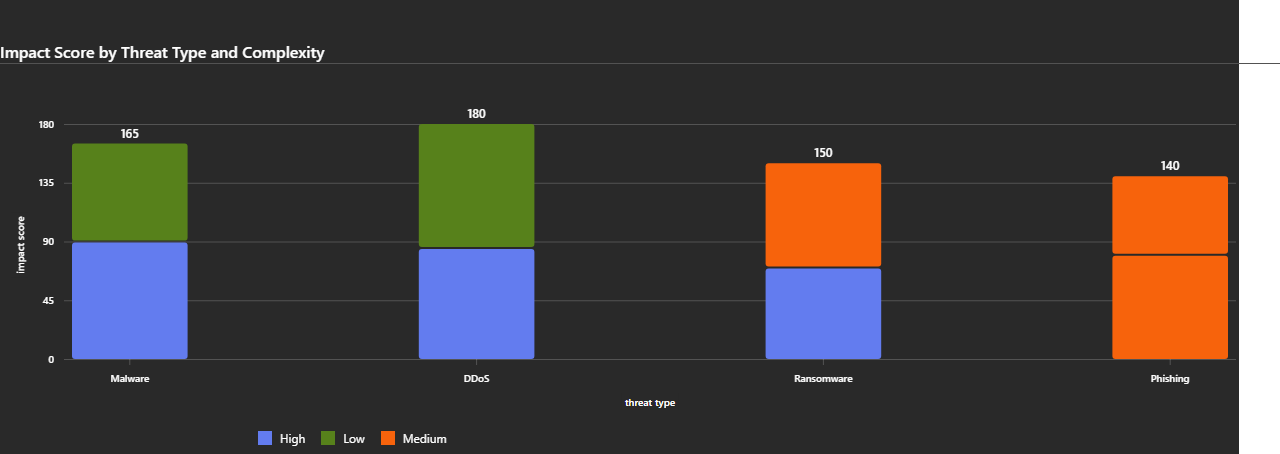 Impact Score by Threat Type and Complexity
180
165
180
150
140
135
90
45
0
impact score
Malware
DDoS
Ransomware
Phishing
threat type
High
Low
Medium